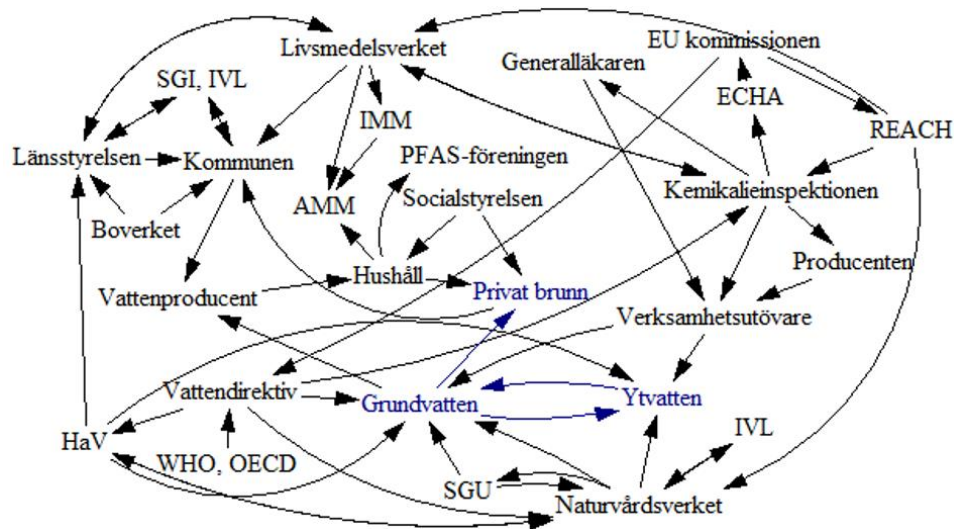 EU kommissionen
Livsmedelsverket
Generalläkaren
SGI, IVL
ECHA
IMM
REACH
Länsstyrelsen
Kommunen
PFAS-föreningen
Kemikalieinspektionen
AMM
Socialstyrelsen
Boverket
Hushåll
Producenten
Vattenproducent
Privat brunn
Verksamhetsutövare
Vattendirektiv
Grundvatten
Ytvatten
HaV
IVL
WHO, OECD
SGU
Naturvårdsverket